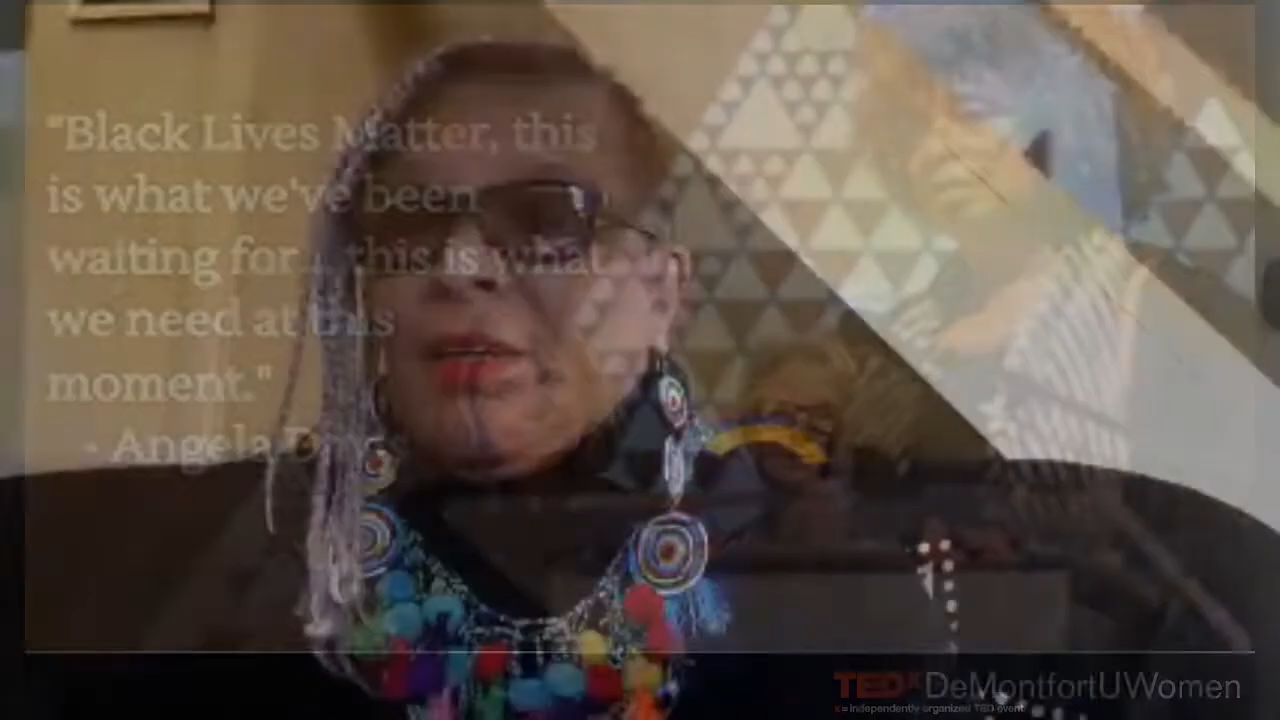 "Black Lives Matter, this
is what we've been
waiting for... this is what
we need at this
moment."
- Angela Davis
TEDx DeMontfortUWomen
x = independently organized TED event